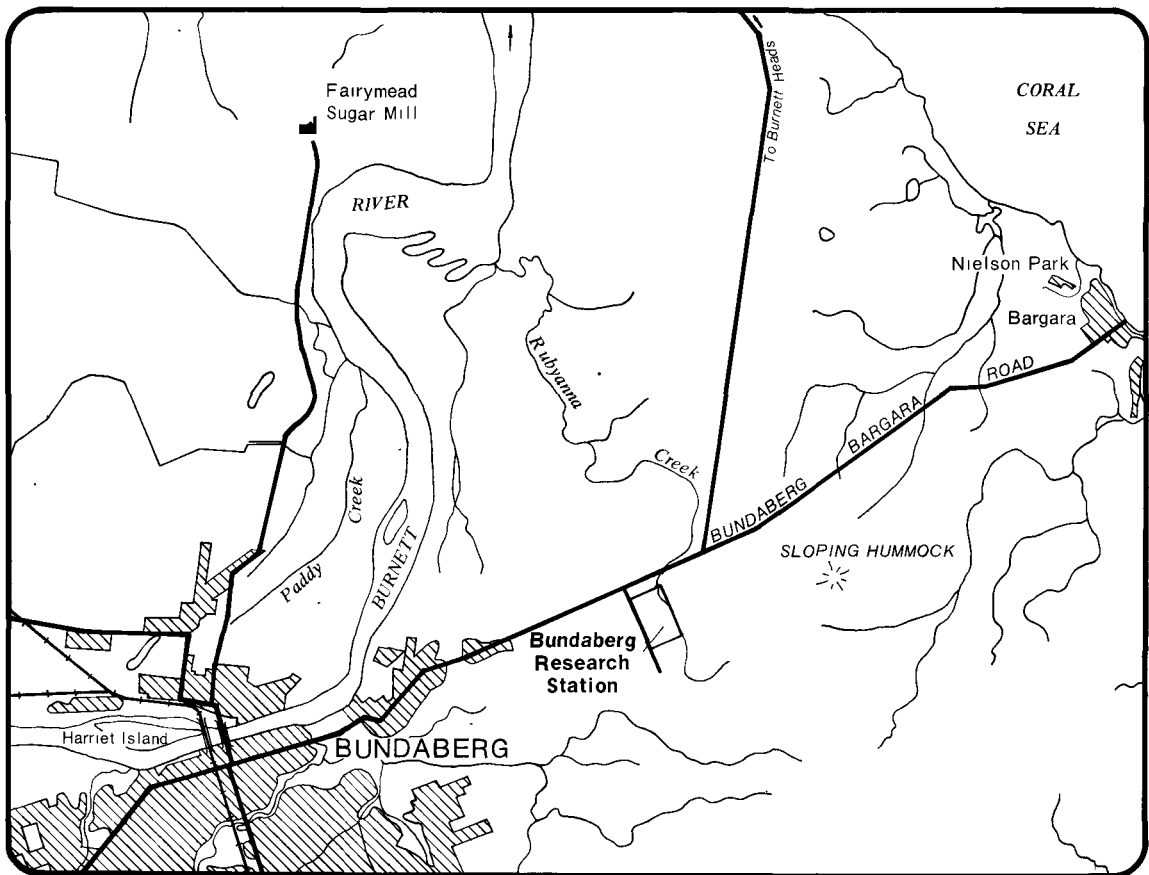 Fairymead
Sugar Mill
CORAL
SEA
To Burnett Heads
RIVER
Nielson Park
Bargara
Rubyanna
ROAD
BARGARA
Creek
Creek
BUNDABERG
BURNETT
SLOPING HUMMOCK
Paddy
Bundaberg
Research
Station
Harriet Island
BUNDABERG